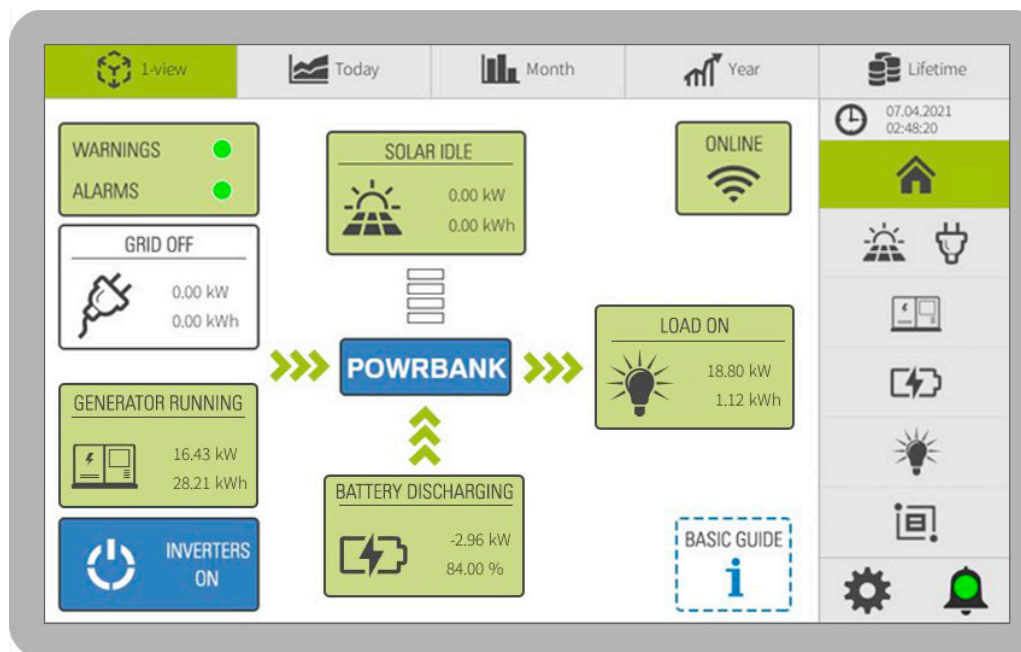 1-view
Today
Month
Year
Lifetime
07.04.2021
02:48:20
WARNINGS
ALARMS
SOLAR IDLE
0.00 kW
0.00 kWh
ONLINE
GRID OFF
0.00 kW
0.00 kWh
POWRBANK
LOAD ON
18.80 kW
1.12 kWh
GENERATOR RUNNING
16.43 kW
28.21 kWh
BATTERY DISCHARGING
-2.96 kW
84.00 %
INVERTERS
ON
BASIC GUIDE
i